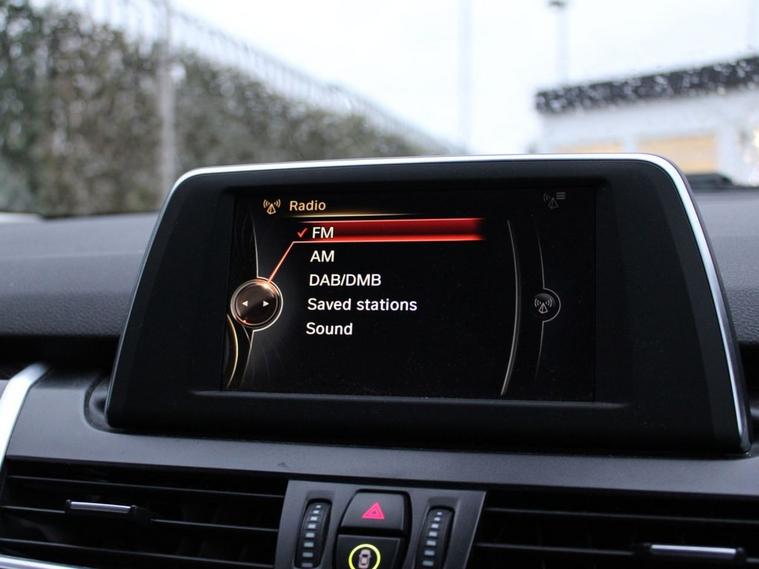 Radio
FM
AM
DAB/DMB
Saved stations
Sound